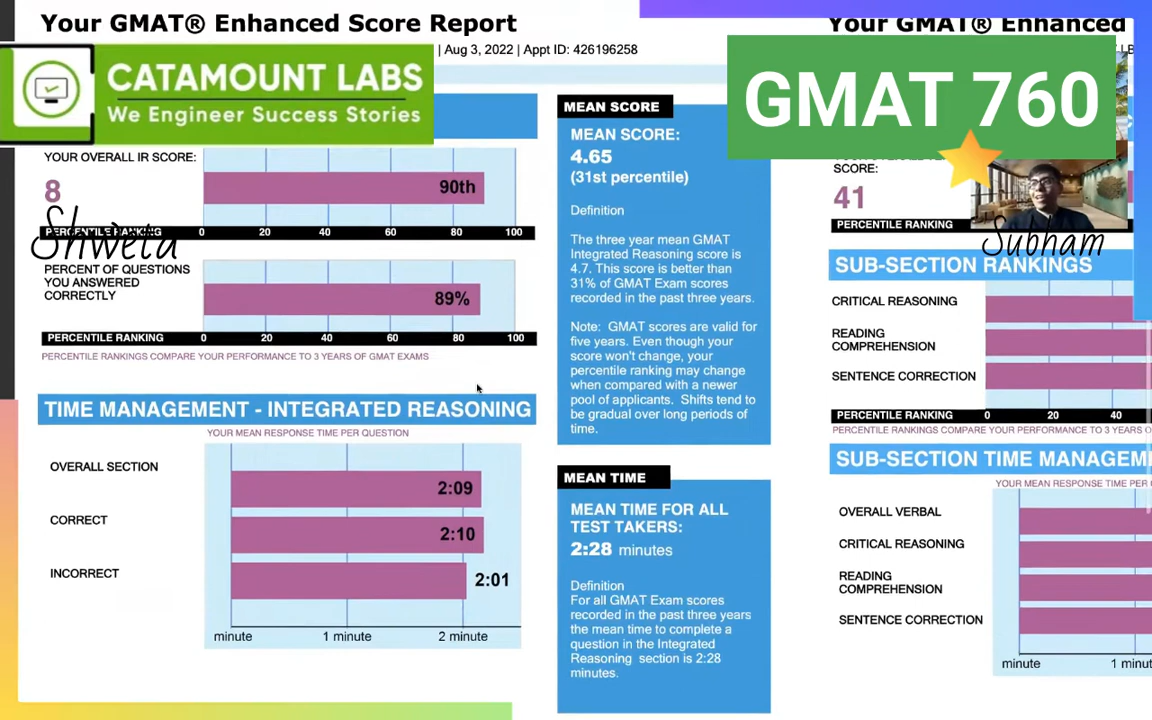 Your GMAT® Enhanced Score Report
| Aug 3, 2022 | Appt ID: 426196258
CATAMOUNT LABS
We Engineer Success Stories
YOUR OVERALL IR SCORE:
8
90th
Shweta
PERCENTILE RANKING 0 20 40 60 80 100
PERCENT OF QUESTIONS
YOU ANSWERED
CORRECTLY
89%
PERCENTILE RANKING 0 20 40 60 80 100
PERCENTILE RANKINGS COMPARE YOUR PERFORMANCE TO 3 YEARS OF GMAT EXAMS
TIME MANAGEMENT - INTEGRATED REASONING
YOUR MEAN RESPONSE TIME PER QUESTION
OVERALL SECTION 2:09
CORRECT 2:10
INCORRECT 2:01
minute 1 minute 2 minute
MEAN SCORE
MEAN SCORE:
4.65
(31st percentile)
Definition
The three year mean GMAT
Integrated Reasoning score is
4.7. This score is better than
31% of GMAT Exam scores
recorded in the past three years.
Note: GMAT scores are valid for
five years. Even though your
score won't change, your
percentile ranking may change
when compared with a newer
pool of applicants. Shifts tend to
be gradual over long periods of
time.
MEAN TIME
MEAN TIME FOR ALL
TEST TAKERS:
2:28 minutes
Definition
For all GMAT Exam scores
recorded in the past three years
the mean time to complete a
question in the Integrated
Reasoning section is 2:28
minutes.
Your GMAT® Enhanced
GMAT 760
SCORE:
41
Subham
PERCENTILE RANKING
SUB-SECTION RANKINGS
CRITICAL REASONING
READING
COMPREHENSION
SENTENCE CORRECTION
PERCENTILE RANKING 0 20 40
PERCENTILE RANKINGS COMPARE YOUR PERFORMANCE TO 3 YEARS
SUB-SECTION TIME
YOUR MEAN RESPONSE TIME PER
OVERALL VERBAL
CRITICAL REASONING
READING
COMPREHENSION
SENTENCE CORRECTION
minute 1